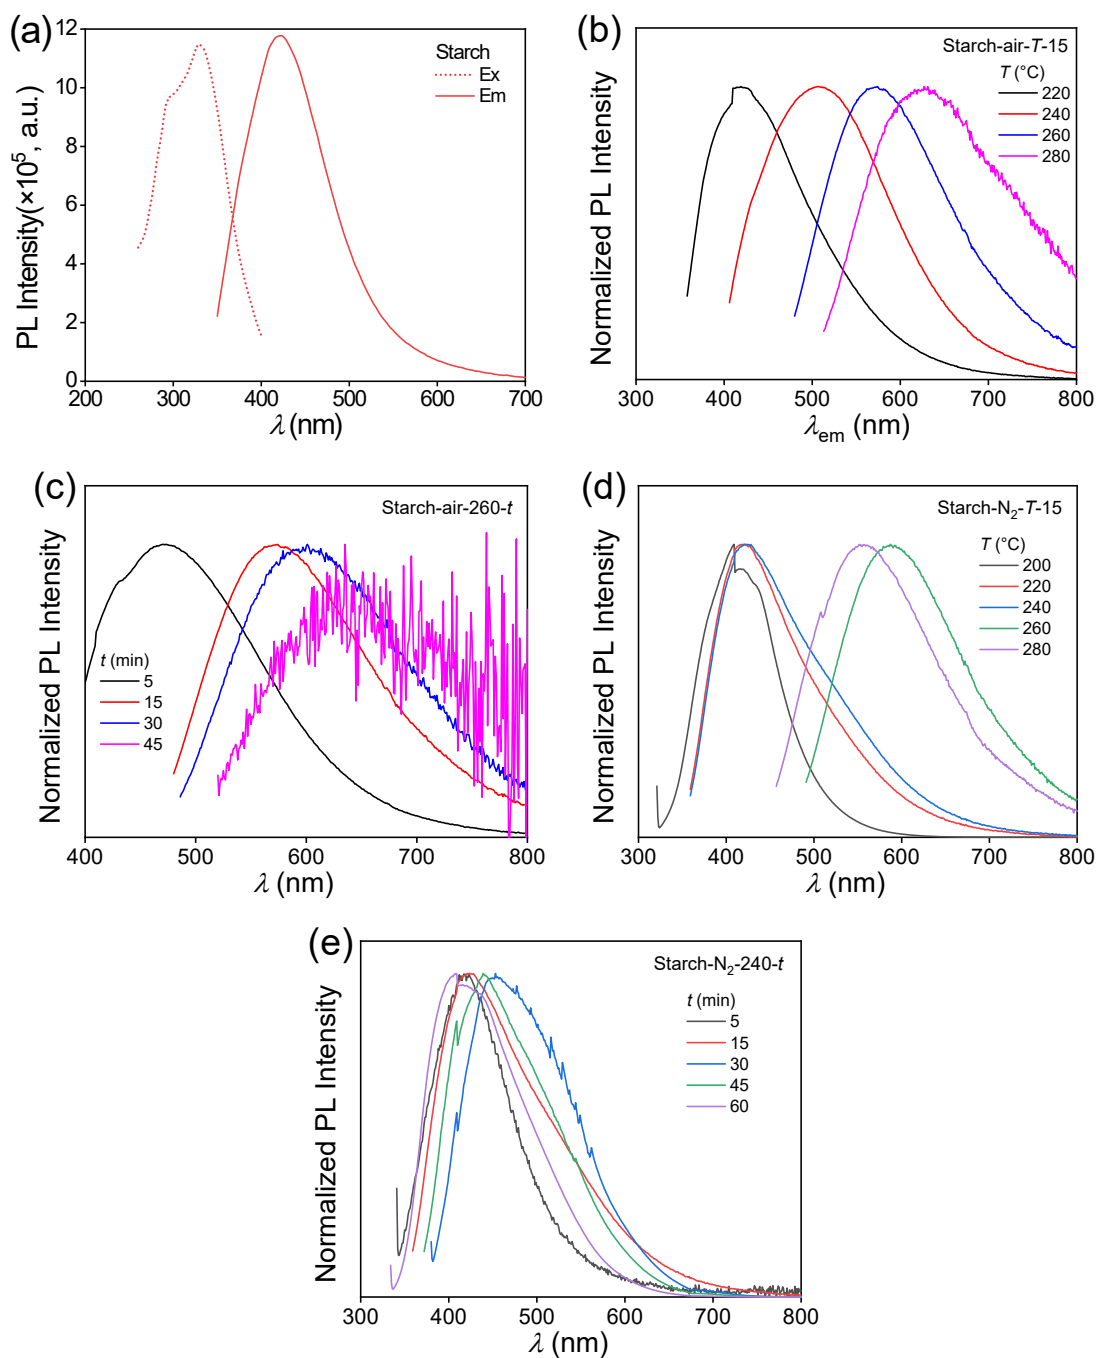 (a)
PL Intensity(×10⁵, a.u.)
12
10
8
6
4
2
0
Starch
Ex
Em
200 300 400 500 600 700
λ (nm)
(b)
Normalized PL Intensity
Starch-air-T-15
T (°C)
220
240
260
280
300 400 500 600 700 800
λem (nm)
(c)
Normalized PL Intensity
Starch-air-260-t
t (min)
5
15
30
45
400 500 600 700 800
λ (nm)
(d)
Normalized PL Intensity
Starch-N₂-T-15
T (°C)
200
220
240
260
280
300 400 500 600 700 800
λ (nm)
(e)
Normalized PL Intensity
Starch-N₂-240-t
t (min)
5
15
30
45
60
300 400 500 600 700 800
λ (nm)